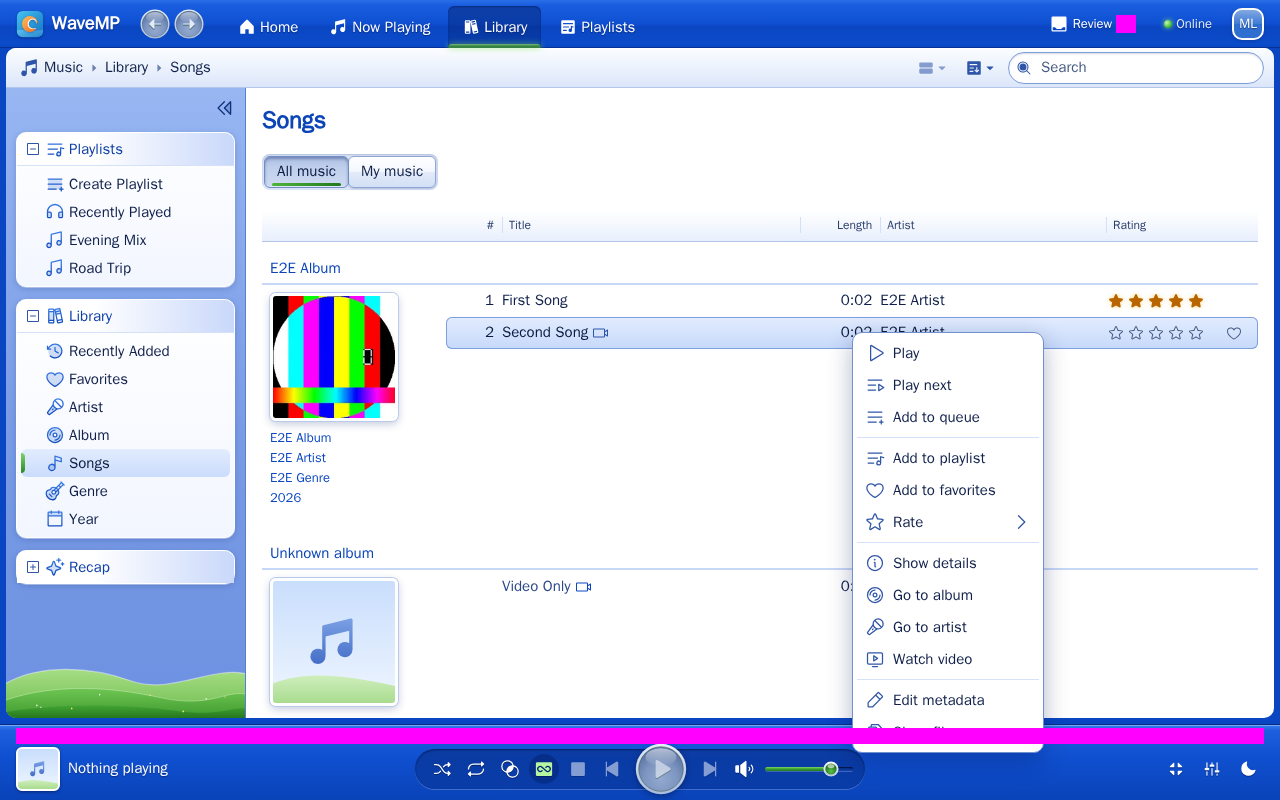 WaveMP
Home
Now Playing
Library
Playlists
Review
Online
ML
Music
Library
Songs
Search
Playlists
Create Playlist
Recently Played
Evening Mix
Road Trip
Library
Recently Added
Favorites
Artist
Album
Songs
Genre
Year
Recap
Songs
All music
My music
# Title Length Artist Rating
E2E Album
1 First Song 0:02 E2E Artist
2 Second Song 0:02 E2E Artist
E2E Album
E2E Artist
E2E Genre
2026
Unknown album
Video Only
Play
Play next
Add to queue
Add to playlist
Add to favorites
Rate
Show details
Go to album
Go to artist
Watch video
Edit metadata
Nothing playing